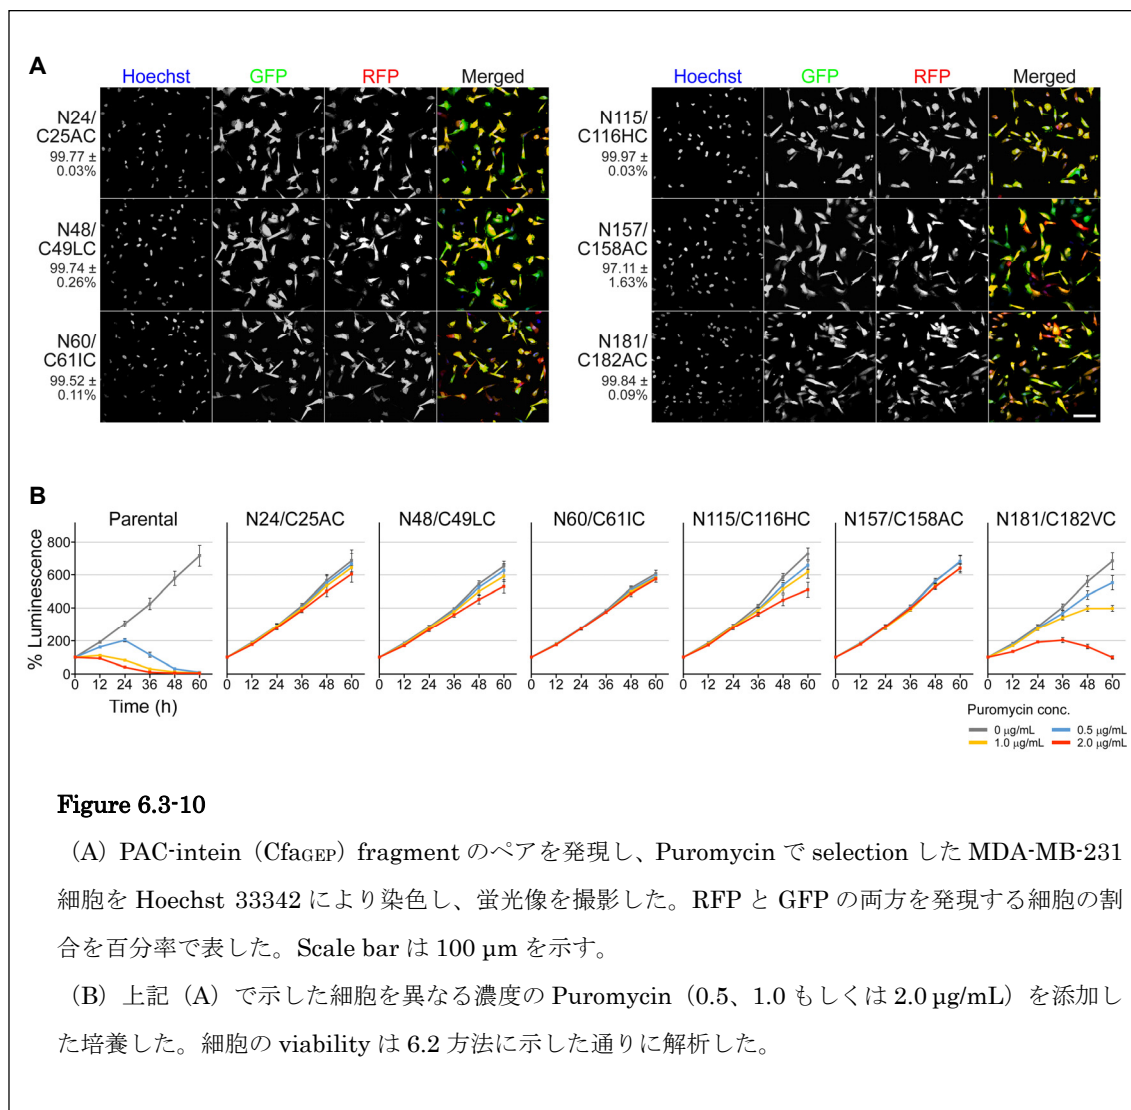 A
Hoechst GFP RFP Merged
N24/
C25AC
99.77 ±
0.03%
N48/
C49LC
99.74 ±
0.26%
N60/
C61IC
99.52 ±
0.11%
Hoechst GFP RFP Merged
N115/
C116HC
99.97 ±
0.03%
N157/
C158AC
97.11 ±
1.63%
N181/
C182AC
99.84 ±
0.09%
B
Parental N24/C25AC N48/C49LC N60/C61IC N115/C116HC N157/C158AC N181/C182VC
% Luminescence
800
600
400
200
0
0 12 24 36 48 60 0 12 24 36 48 60 0 12 24 36 48 60 0 12 24 36 48 60 0 12 24 36 48 60 0 12 24 36 48 60 0 12 24 36 48 60
Time (h)
Puromycin conc.
0 µg/mL 0.5 µg/mL
1.0 µg/mL 2.0 µg/mL
Figure 6.3-10
(A)PAC-intein(CfaGEP)fragment のペアを発現し、Puromycin で selection した MDA-MB-231
細胞を Hoechst 33342 により染色し、蛍光像を撮影した。RFP と GFP の両方を発現する細胞の割
合を百分率で表した。Scale bar は 100 µm を示す。
(B)上記(A)で示した細胞を異なる濃度の Puromycin(0.5、1.0 もしくは 2.0 µg/mL)を添加し
た培養した。細胞の viability は 6.2 方法に示した通りに解析した。